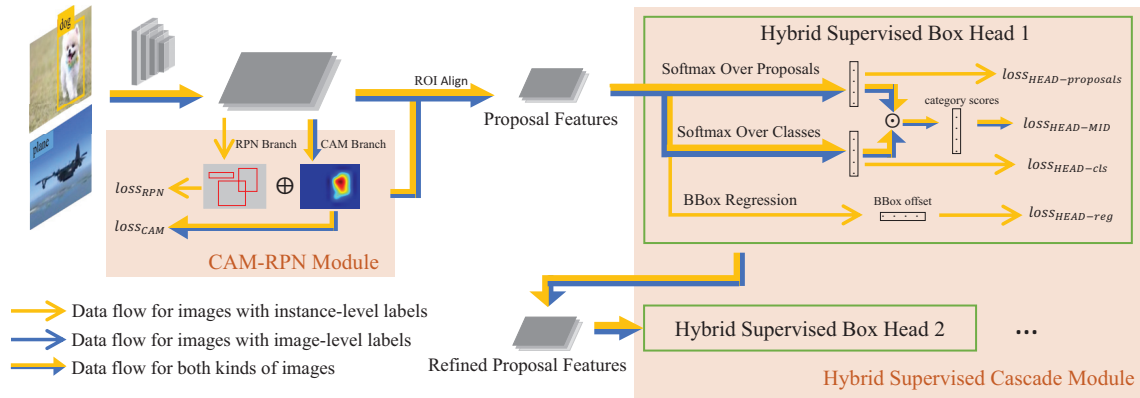 dog
plane
RPN Branch
CAM Branch
loss_RPN
⊕
loss_CAM
CAM-RPN Module
ROI Align
Proposal Features
Hybrid Supervised Box Head 1
Softmax Over Proposals
loss_HEAD−proposals
category scores
⊙
loss_HEAD−MID
Softmax Over Classes
loss_HEAD−cls
BBox Regression
BBox offset
loss_HEAD−reg
Data flow for images with instance-level labels
Data flow for images with image-level labels
Data flow for both kinds of images
Refined Proposal Features
Hybrid Supervised Box Head 2
...
Hybrid Supervised Cascade Module